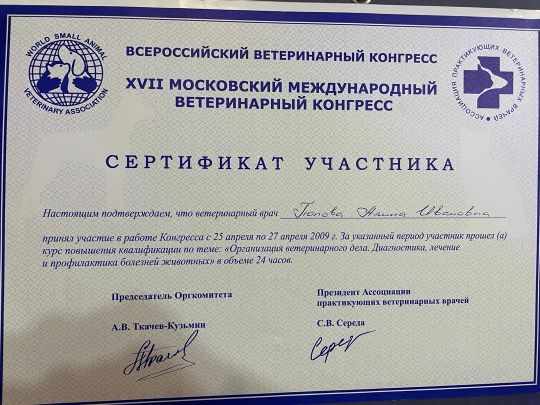 WORLD SMALL ANIMAL
VETERINARY ASSOCIATION
ВСЕРОССИЙСКИЙ ВЕТЕРИНАРНЫЙ КОНГРЕСС
XVII МОСКОВСКИЙ МЕЖДУНАРОДНЫЙ
ВЕТЕРИНАРНЫЙ КОНГРЕСС
АССОЦИАЦИЯ ПРАКТИКУЮЩИХ ВЕТЕРИНАРНЫХ ВРАЧЕЙ
СЕРТИФИКАТ УЧАСТНИКА
Настоящим подтверждаем, что ветеринарный врач Попова Алина Ивановна
принял участие в работе Конгресса с 25 апреля по 27 апреля 2009 г. За указанный период участник прошел (а)
курс повышения квалификации по теме: «Организация ветеринарного дела. Диагностика, лечение
и профилактика болезней животных» в объеме 24 часов.
Председатель Оргкомитета
А.В. Ткачев-Кузьмин
Президент Ассоциации
практикующих ветеринарных врачей
С.В. Середа